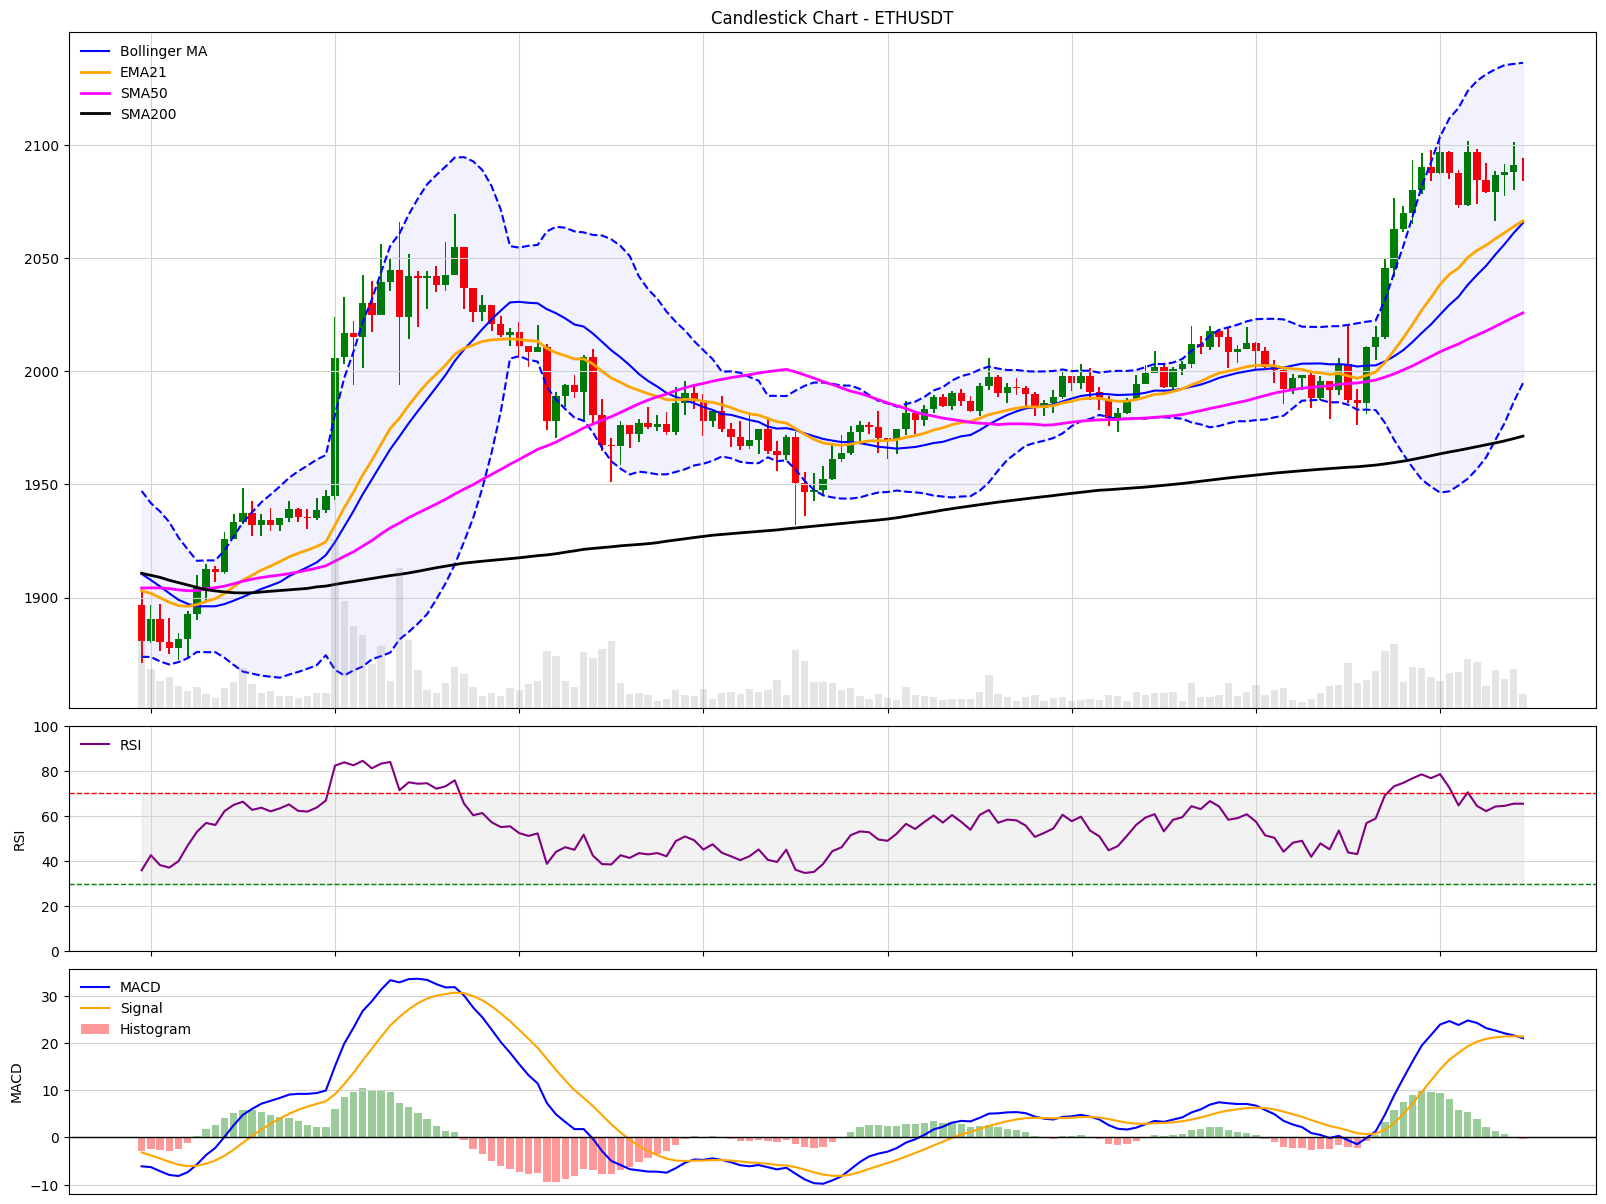 Candlestick Chart - ETHUSDT
Bollinger MA
EMA21
SMA50
SMA200
2100
2050
2000
1950
1900
RSI
100
80
60
40
20
0
RSI
MACD
Signal
Histogram
30
20
10
0
−10
MACD